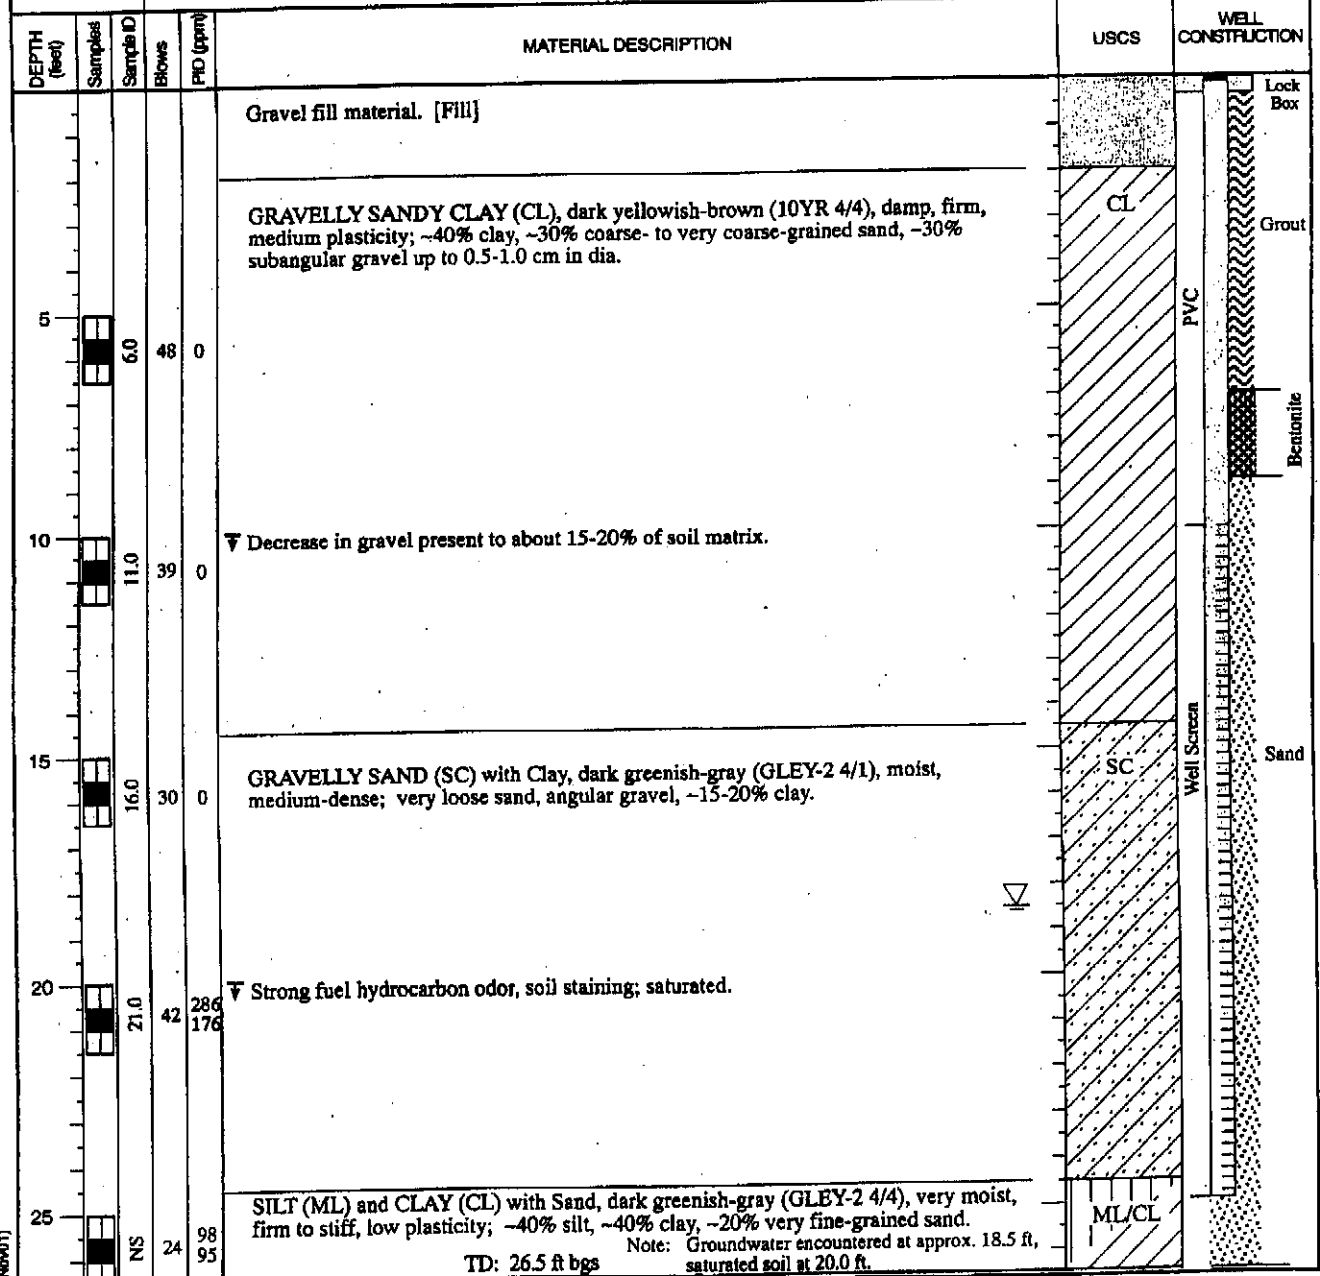 DEPTH (feet)
Samples
Sample ID
Blows
PID (ppm)
MATERIAL DESCRIPTION
USCS
WELL CONSTRUCTION
Lock Box
Gravel fill material. [Fill]
GRAVELLY SANDY CLAY (CL), dark yellowish-brown (10YR 4/4), damp, firm,
medium plasticity; ~40% clay, ~30% coarse- to very coarse-grained sand, ~30%
subangular gravel up to 0.5-1.0 cm in dia.
CL
Grout
PVC
5
6.0
48
0
Bentonite
10
11.0
39
0
Decrease in gravel present to about 15-20% of soil matrix.
Well Screen
Sand
15
16.0
30
0
GRAVELLY SAND (SC) with Clay, dark greenish-gray (GLEY-2 4/1), moist,
medium-dense; very loose sand, angular gravel, ~15-20% clay.
SC
20
21.0
42
286
176
Strong fuel hydrocarbon odor, soil staining; saturated.
SILT (ML) and CLAY (CL) with Sand, dark greenish-gray (GLEY-2 4/4), very moist,
firm to stiff, low plasticity; ~40% silt, ~40% clay, ~20% very fine-grained sand.
ML/CL
25
NS
24
98
95
Note: Groundwater encountered at approx. 18.5 ft,
TD: 26.5 ft bgs
saturated soil at 20.0 ft.